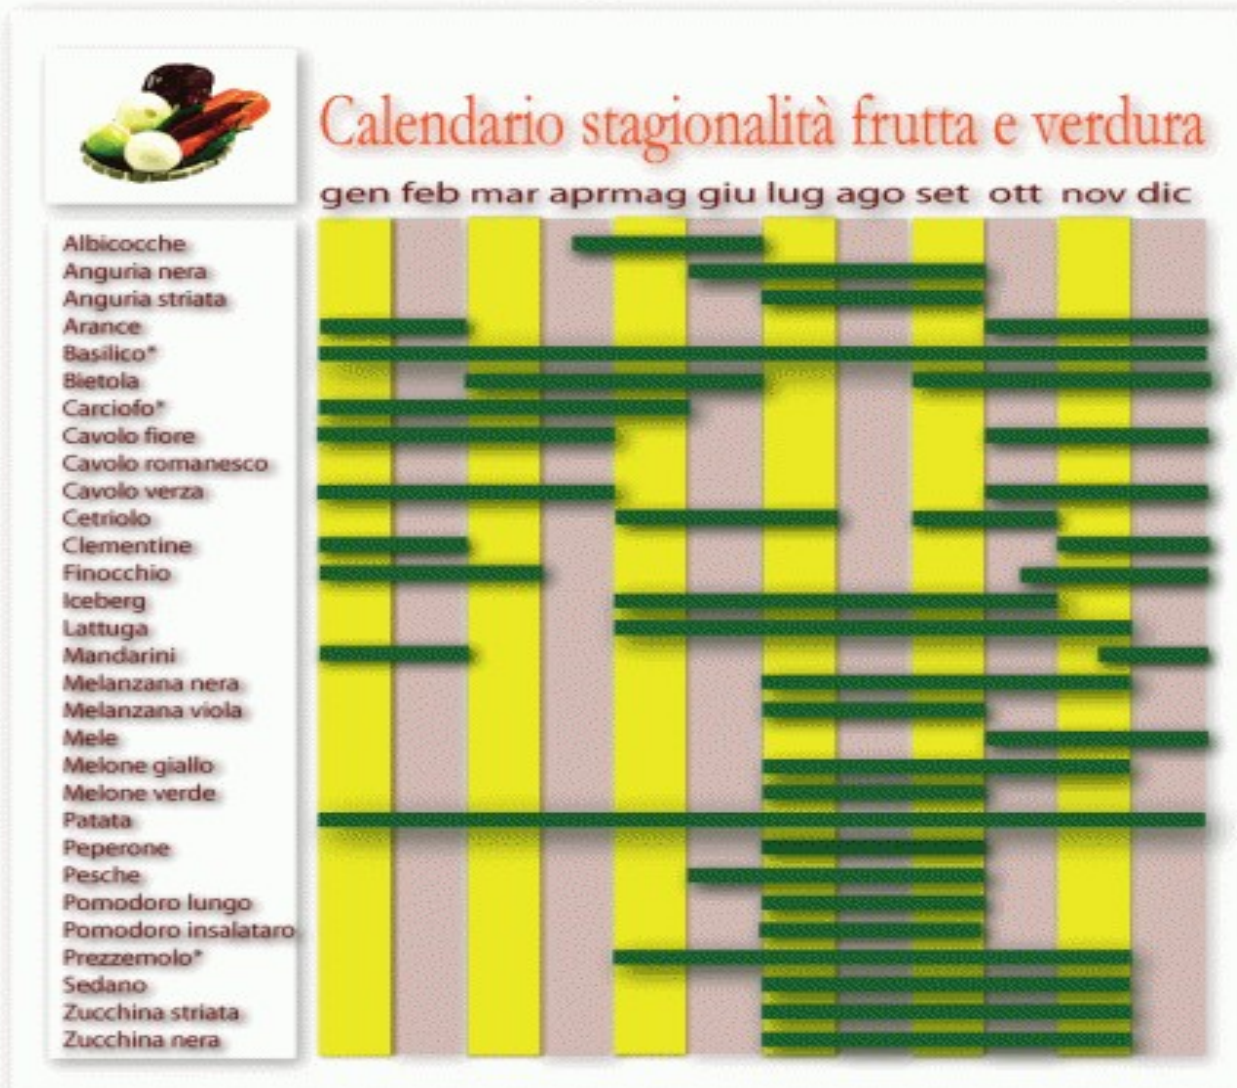 Calendario stagionalità frutta e verdura
gen feb mar apr mag giu lug ago set ott nov dic
Albicocche
Anguria nera
Anguria striata
Arance
Basilico*
Bietola
Carciofo*
Cavolo fiore
Cavolo romanesco
Cavolo verza
Cetriolo
Clementine
Finocchio
Iceberg
Lattuga
Mandarini
Melanzana nera
Melanzana viola
Mele
Melone giallo
Melone verde
Patata
Peperone
Pesche
Pomodoro lungo
Pomodoro insalataro
Prezzemolo*
Sedano
Zucchina striata
Zucchina nera